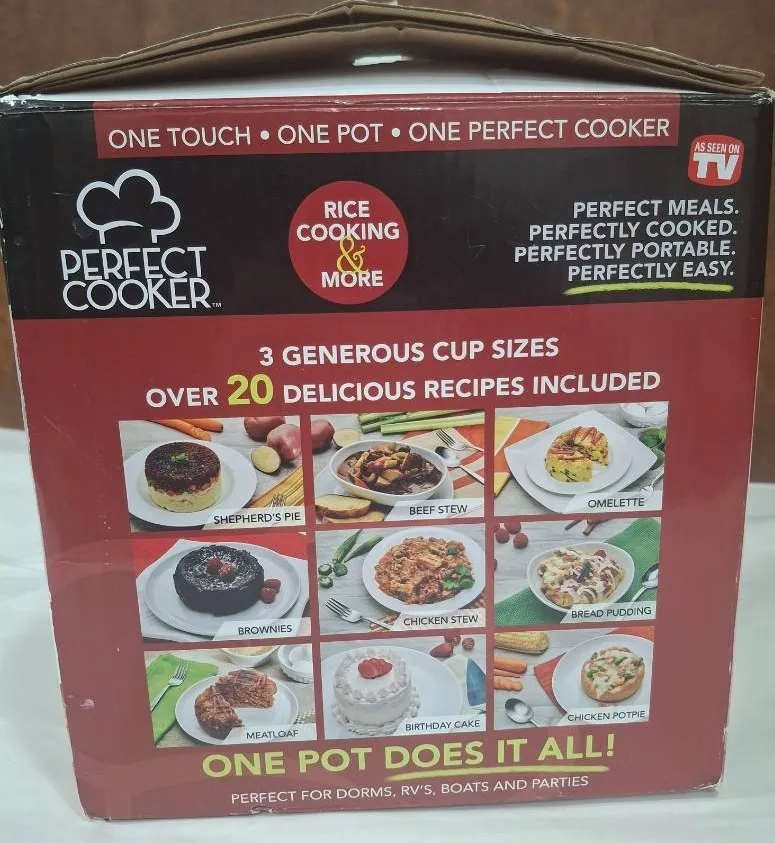 ONE TOUCH • ONE POT • ONE PERFECT COOKER
AS SEEN ON
TV
PERFECT
COOKER™
RICE
COOKING
&
MORE
PERFECT MEALS.
PERFECTLY COOKED.
PERFECTLY PORTABLE.
PERFECTLY EASY.
3 GENEROUS CUP SIZES
OVER 20 DELICIOUS RECIPES INCLUDED
SHEPHERD'S PIE
BEEF STEW
OMELETTE
BROWNIES
CHICKEN STEW
BREAD PUDDING
MEATLOAF
BIRTHDAY CAKE
CHICKEN POTPIE
ONE POT DOES IT ALL!
PERFECT FOR DORMS, RV'S, BOATS AND PARTIES